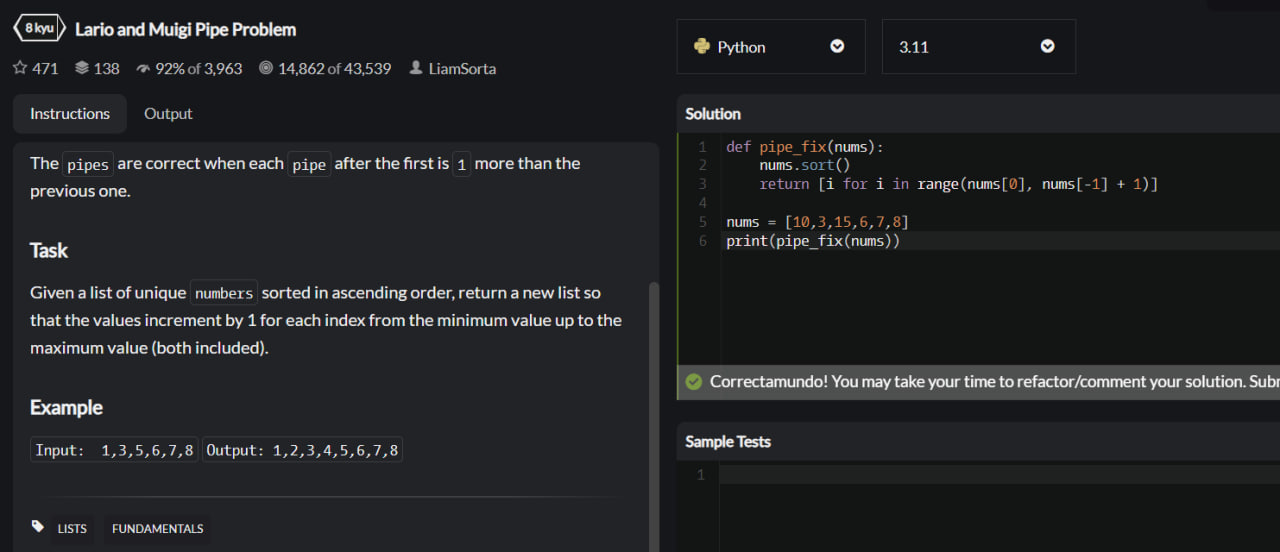 8 kyu Lario and Muigi Pipe Problem
471 138 92% of 3,963 14,862 of 43,539 LiamSorta
Instructions Output
The pipes are correct when each pipe after the first is 1 more than the
previous one.
Task
Given a list of unique numbers sorted in ascending order, return a new list so
that the values increment by 1 for each index from the minimum value up to the
maximum value (both included).
Example
Input: 1,3,5,6,7,8 Output: 1,2,3,4,5,6,7,8
LISTS FUNDAMENTALS
Python 3.11
Solution
1 def pipe_fix(nums):
2 nums.sort()
3 return [i for i in range(nums[0], nums[-1] + 1)]
4
5 nums = [10,3,15,6,7,8]
6 print(pipe_fix(nums))
Correctamundo! You may take your time to refactor/comment your solution. Subm
Sample Tests
1